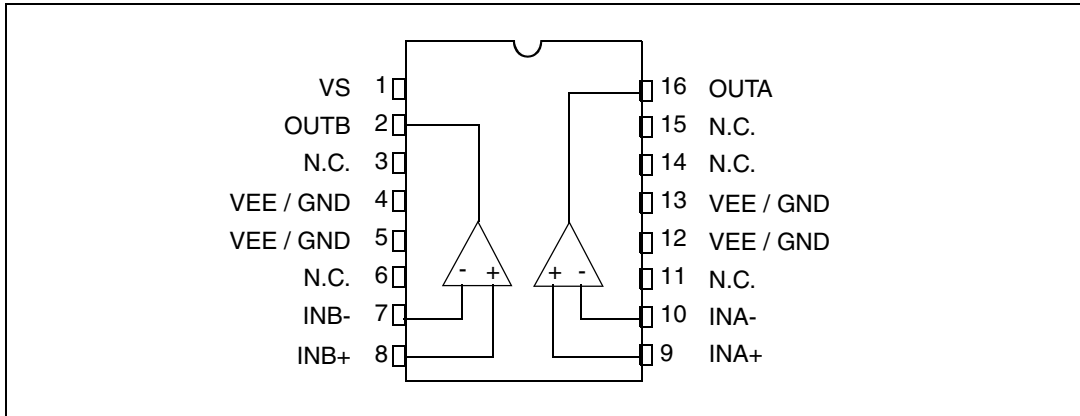 VS 1 16 OUTA
OUTB 2 15 N.C.
N.C. 3 14 N.C.
VEE / GND 4 13 VEE / GND
VEE / GND 5 12 VEE / GND
- + + -
N.C. 6 11 N.C.
INB- 7 10 INA-
INB+ 8 9 INA+